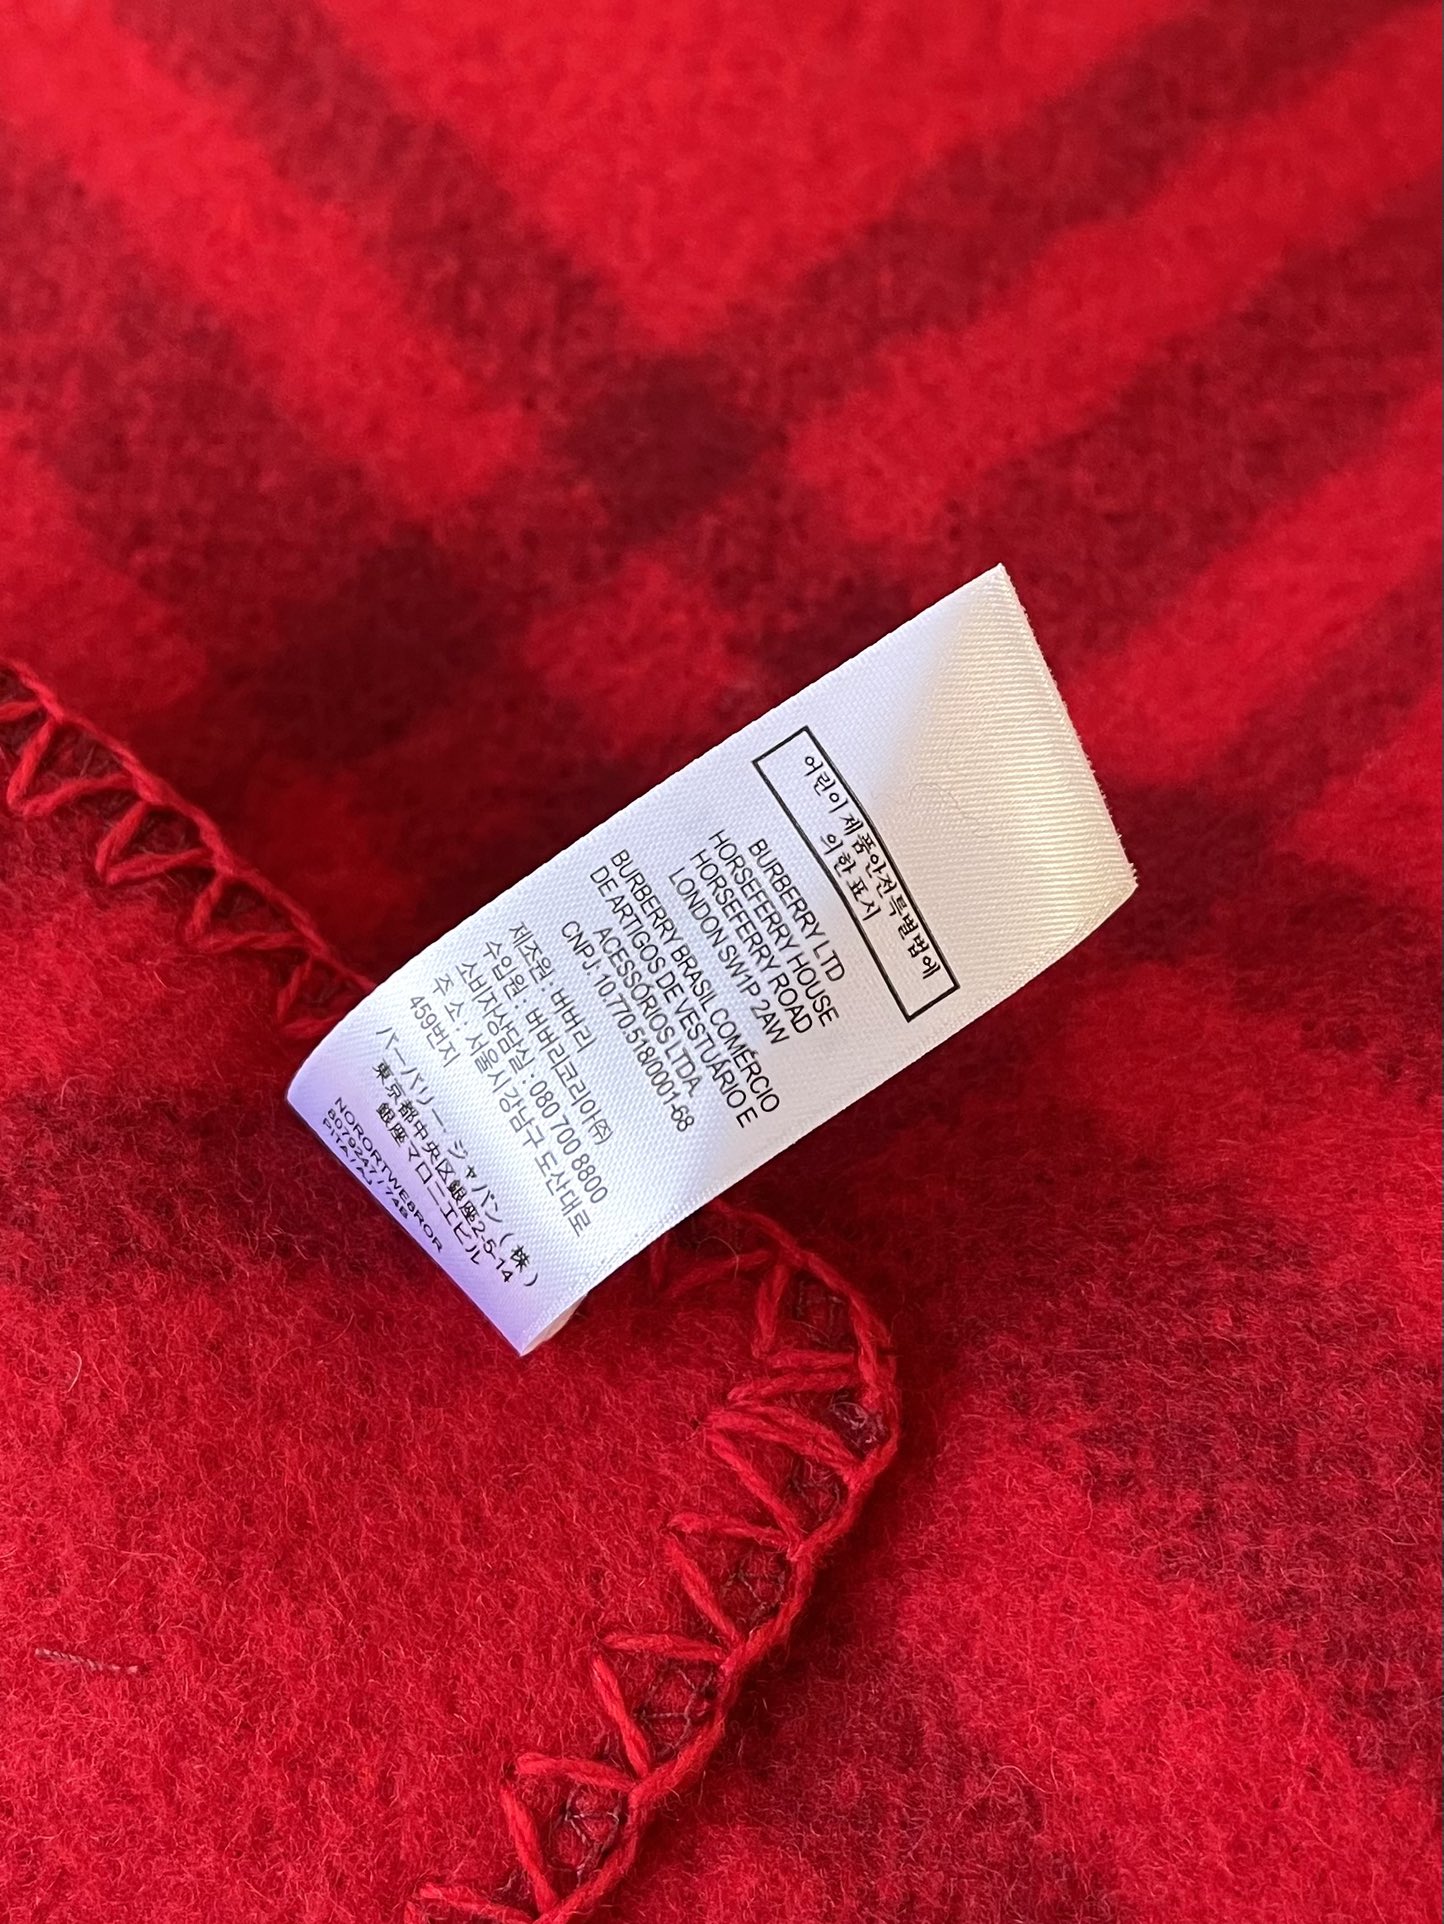 어린이 제품안전특별법에
의한 표시
BURBERRY LTD
HORSEFERRY HOUSE
HORSEFERRY ROAD
LONDON SW1P 2AW
BURBERRY BRASIL COMÉRCIO
DE ARTIGOS DE VESTUÁRIO E
ACESSÓRIOS LTDA,
CNPJ: 10.770.518/0001-68
제조원 : 버버리
수입원 : 버버리코리아㈜
소비자상담실 : 080 700 8800
주 소 : 서울시강남구 도산대로
459번지
バーバリー ジャパン ( 株 )
東京都中央区銀座2-5-14
銀座マロニエビル
NORORTWE8ROR
8079247 / 74B
PITA / AJ